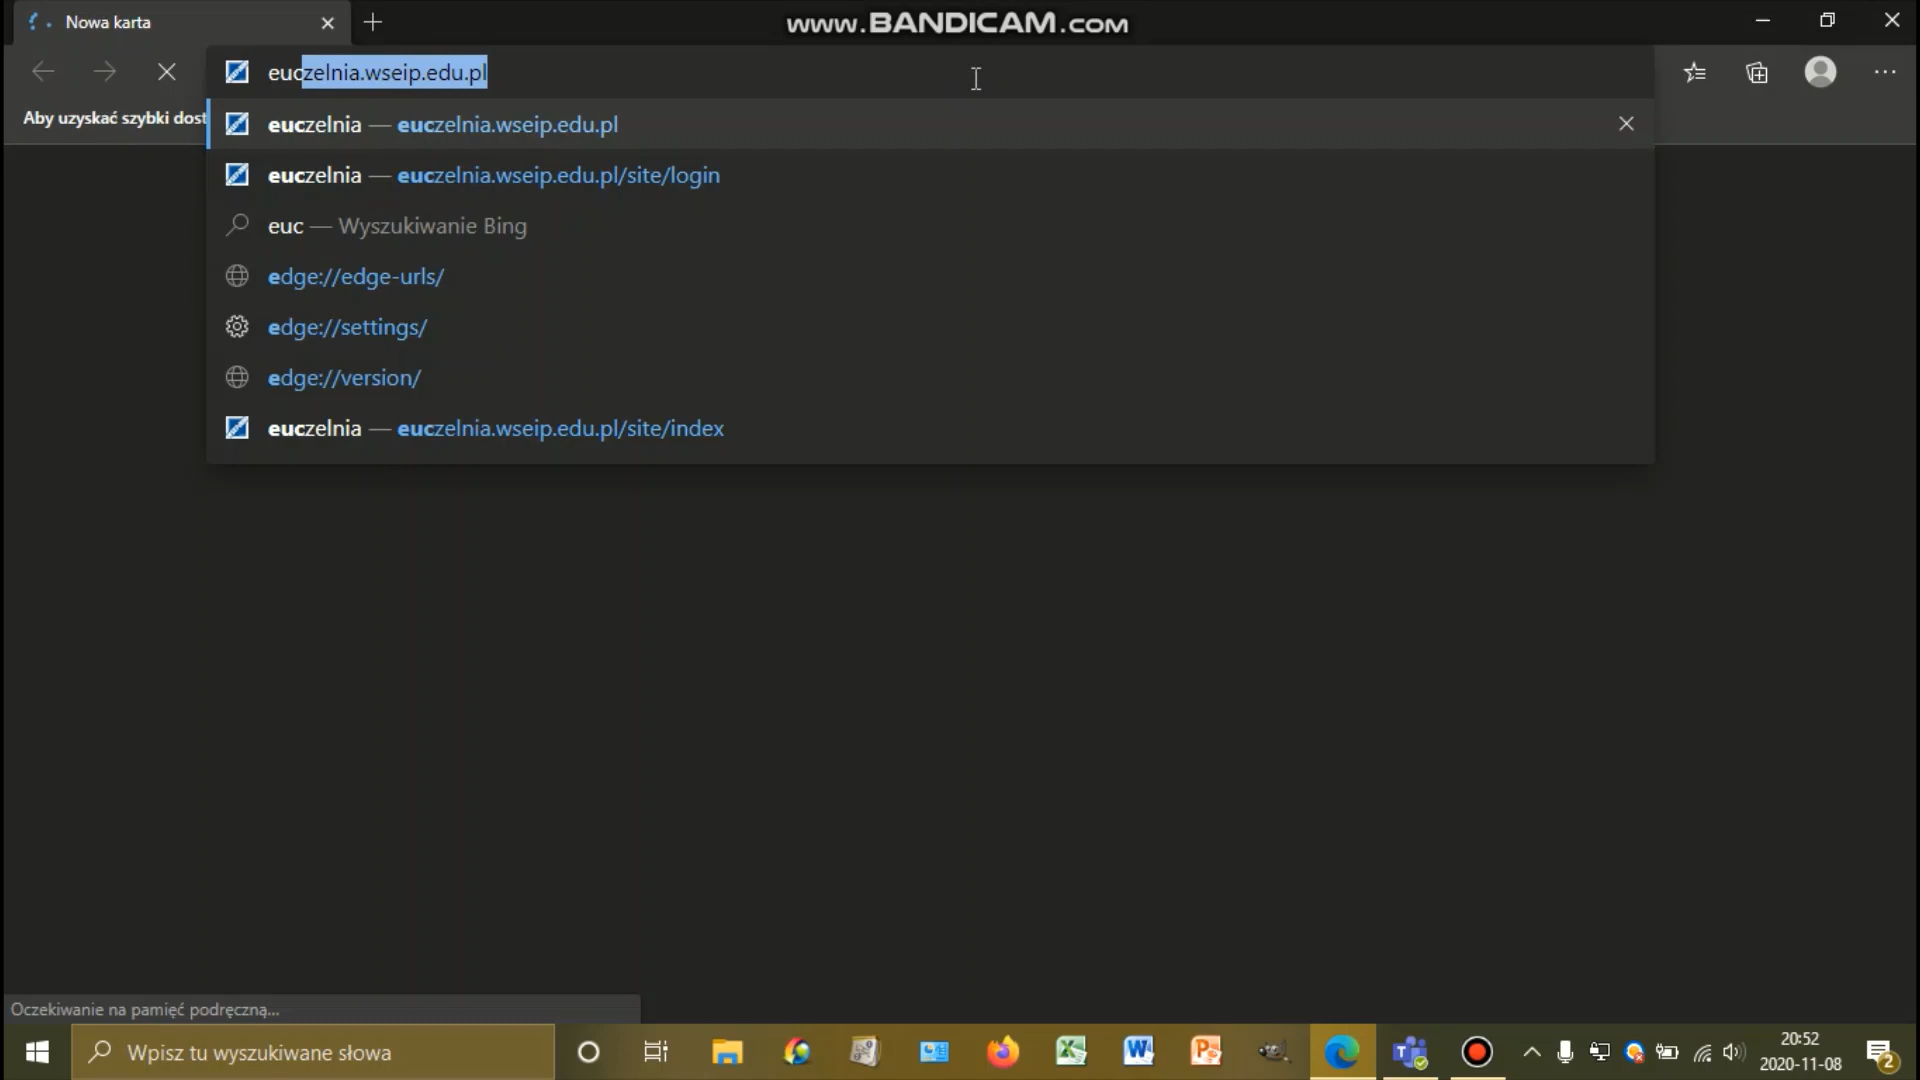 Nowa karta
www.BANDICAM.com
euczelnia.wseip.edu.pl
Aby uzyskać szybki dost
euczelnia — euczelnia.wseip.edu.pl
euczelnia — euczelnia.wseip.edu.pl/site/login
euc — Wyszukiwanie Bing
edge://edge-urls/
edge://settings/
edge://version/
euczelnia — euczelnia.wseip.edu.pl/site/index
Oczekiwanie na pamięć podręczną...
Wpisz tu wyszukiwane słowa
20:52
2020-11-08
2